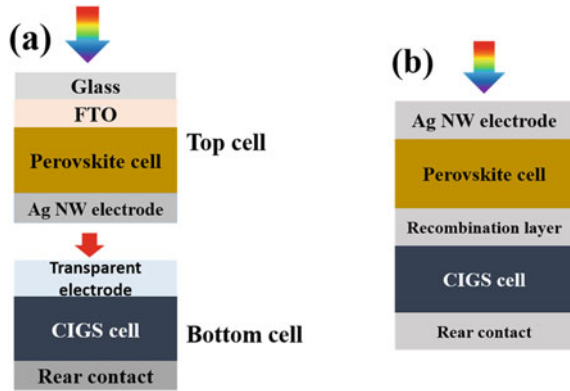 (a)
Glass
FTO
Perovskite cell
Top cell
Ag NW electrode
Transparent
electrode
CIGS cell
Bottom cell
Rear contact
(b)
Ag NW electrode
Perovskite cell
Recombination layer
CIGS cell
Rear contact